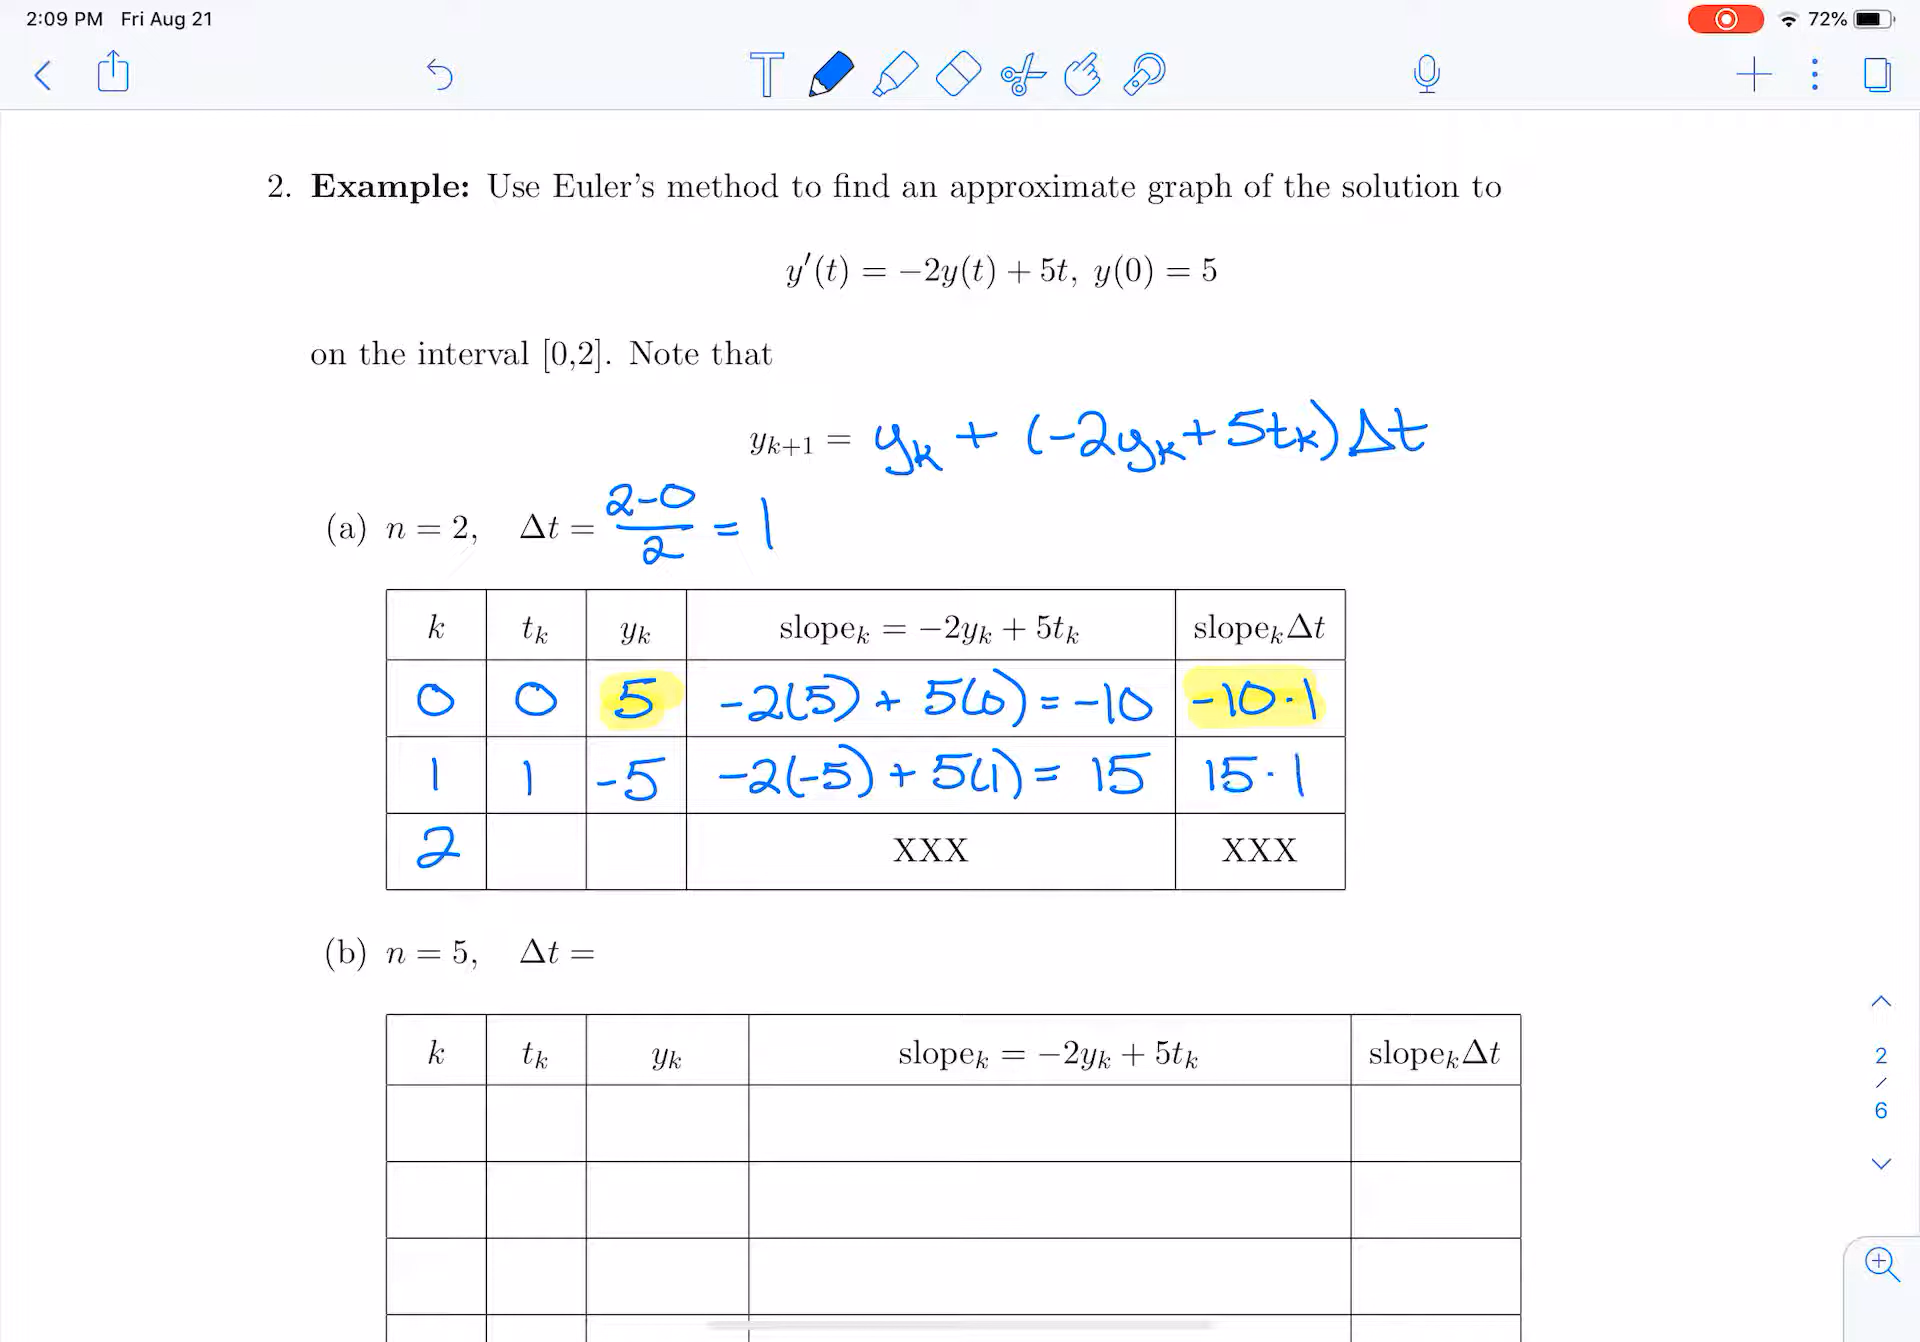 2:09 PM Fri Aug 21
72%
T
2. Example: Use Euler's method to find an approximate graph of the solution to
y′(t) = −2y(t) + 5t, y(0) = 5
on the interval [0,2]. Note that
yₖ₊₁ = yₖ + (-2yₖ + 5tₖ) Δt
(a) n = 2, Δt = (2-0)/2 = 1
k tₖ yₖ slopeₖ = −2yₖ + 5tₖ slopeₖΔt
0 0 5 -2(5) + 5(0) = -10 -10·1
1 1 -5 -2(-5) + 5(1) = 15 15·1
2 XXX XXX
(b) n = 5, Δt =
k tₖ yₖ slopeₖ = −2yₖ + 5tₖ slopeₖΔt
2
/
6